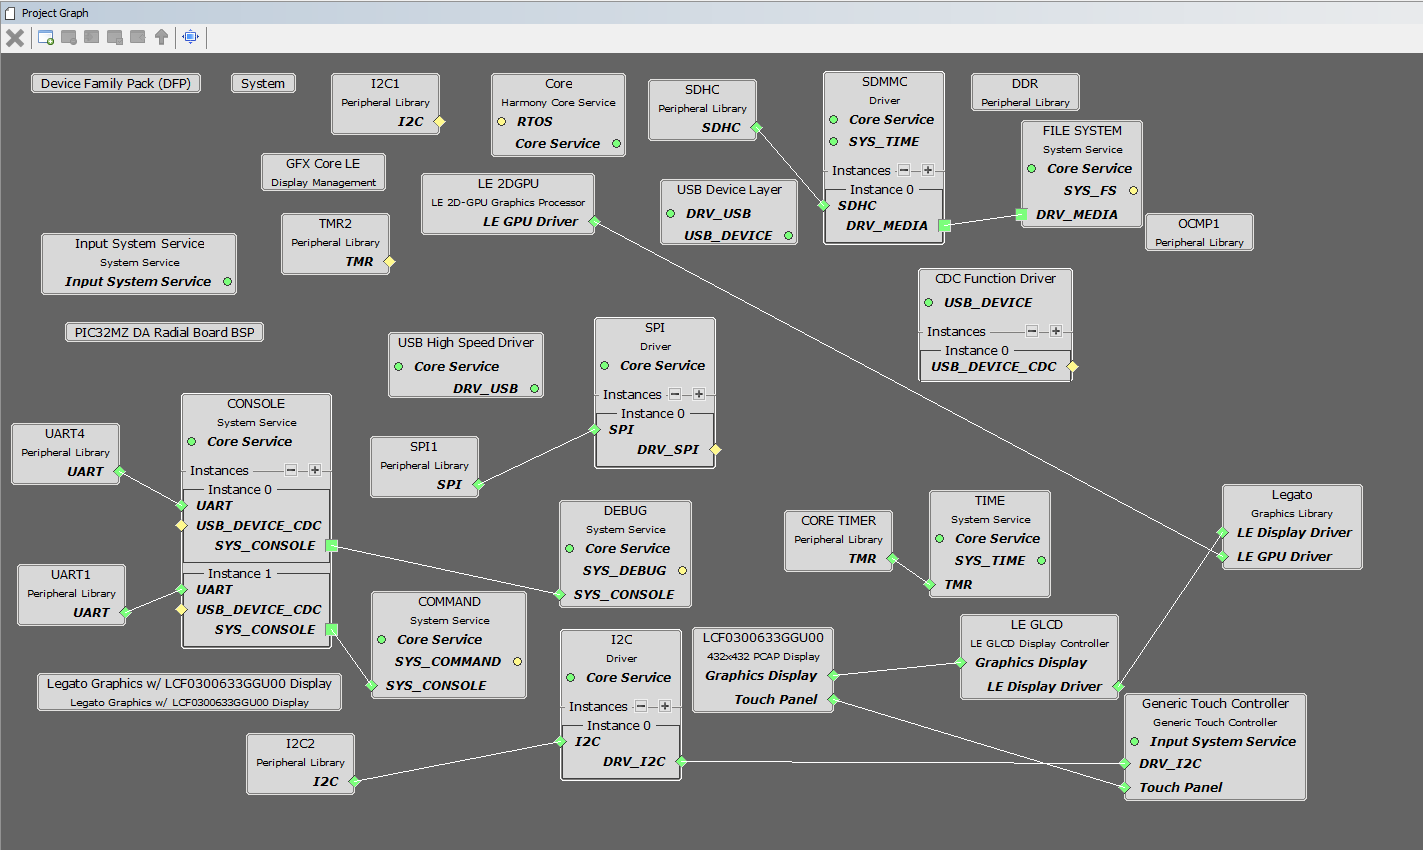 Project Graph
Device Family Pack (DFP)
System
I2C1
Peripheral Library
I2C
Core
Harmony Core Service
RTOS
Core Service
SDHC
Peripheral Library
SDHC
SDMMC
Driver
Core Service
SYS_TIME
Instances
Instance 0
SDHC
DRV_MEDIA
DDR
Peripheral Library
FILE SYSTEM
System Service
Core Service
SYS_FS
DRV_MEDIA
GFX Core LE
Display Management
LE 2DGPU
LE 2D-GPU Graphics Processor
LE GPU Driver
USB Device Layer
DRV_USB
USB_DEVICE
OCMP1
Peripheral Library
TMR2
Peripheral Library
TMR
Input System Service
System Service
Input System Service
CDC Function Driver
USB_DEVICE
Instances
Instance 0
USB_DEVICE_CDC
PIC32MZ DA Radial Board BSP
USB High Speed Driver
Core Service
DRV_USB
SPI
Driver
Core Service
Instances
Instance 0
SPI
DRV_SPI
UART4
Peripheral Library
UART
CONSOLE
System Service
Core Service
Instances
Instance 0
UART
USB_DEVICE_CDC
SYS_CONSOLE
Instance 1
UART
USB_DEVICE_CDC
SYS_CONSOLE
SPI1
Peripheral Library
SPI
DEBUG
System Service
Core Service
SYS_DEBUG
SYS_CONSOLE
CORE TIMER
Peripheral Library
TMR
TIME
System Service
Core Service
SYS_TIME
TMR
Legato
Graphics Library
LE Display Driver
LE GPU Driver
UART1
Peripheral Library
UART
COMMAND
System Service
Core Service
SYS_COMMAND
SYS_CONSOLE
I2C
Driver
Core Service
Instances
Instance 0
I2C
DRV_I2C
LCF0300633GGU00
432x432 PCAP Display
Graphics Display
Touch Panel
LE GLCD
LE GLCD Display Controller
Graphics Display
LE Display Driver
Legato Graphics w/ LCF0300633GGU00 Display
Legato Graphics w/ LCF0300633GGU00 Display
I2C2
Peripheral Library
I2C
Generic Touch Controller
Generic Touch Controller
Input System Service
DRV_I2C
Touch Panel